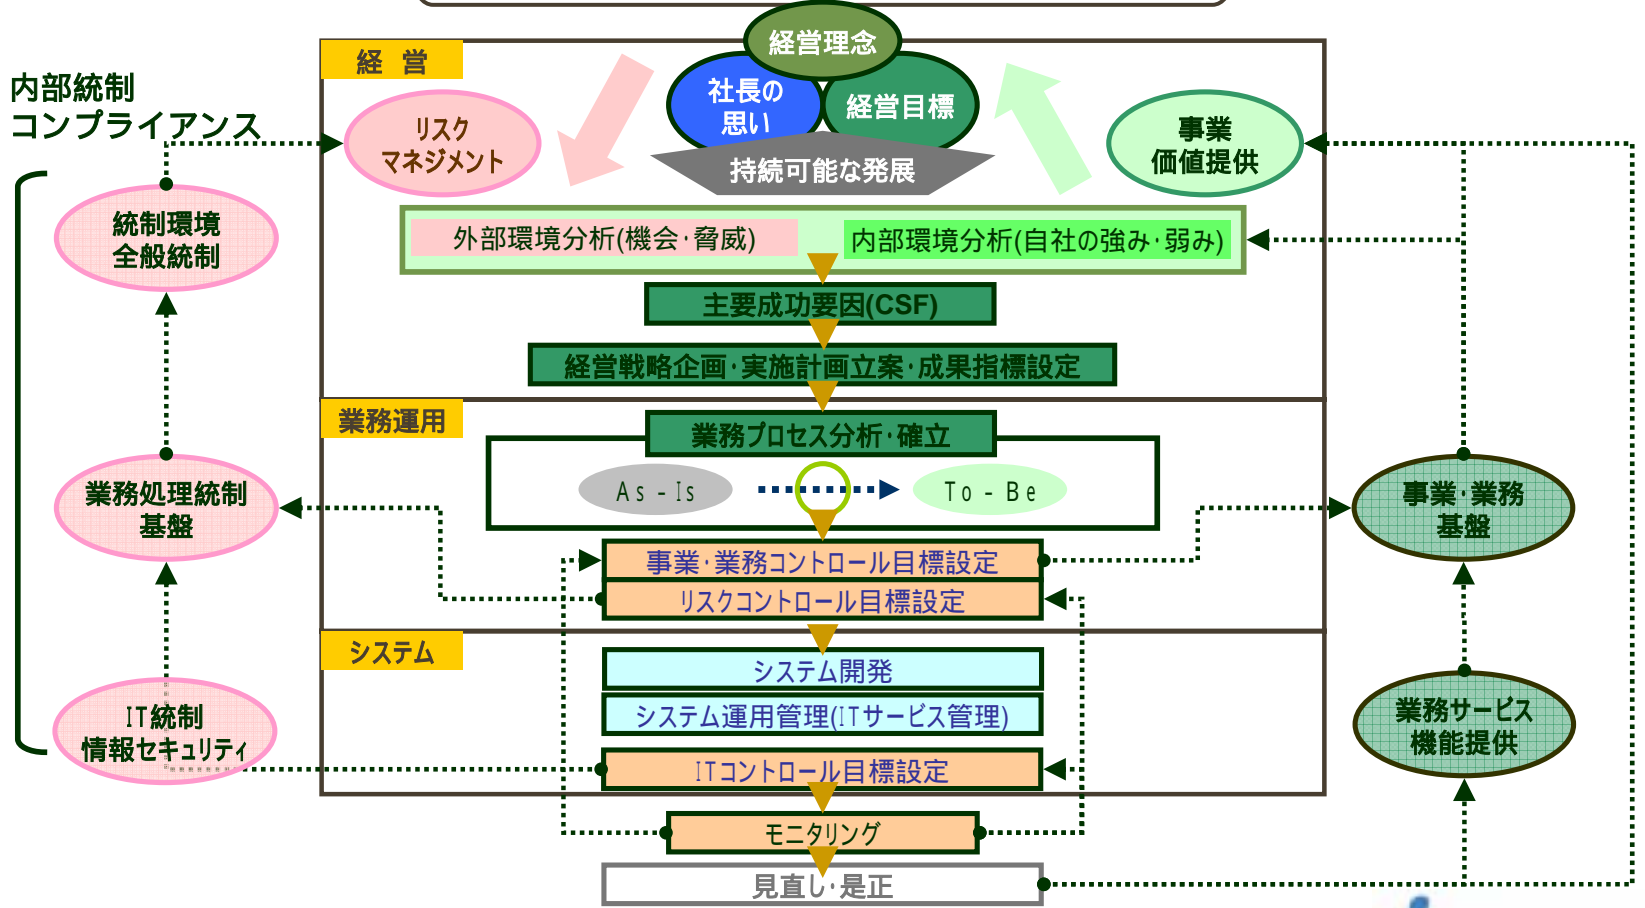 経営理念
経 営
社長の
思い
経営目標
内部統制
コンプライアンス
リスク
マネジメント
事業
価値提供
持続可能な発展
統制環境
全般統制
外部環境分析(機会·脅威)
内部環境分析(自社の強み·弱み)
主要成功要因(CSF)
経営戦略企画·実施計画立案·成果指標設定
業務運用
業務プロセス分析·確立
As－Is
To－Be
業務処理統制
基盤
事業·業務
基盤
事業·業務コントロール目標設定
リスクコントロール目標設定
システム
システム開発
システム運用管理(ITサービス管理)
IT統制
情報セキュリティ
業務サービス
機能提供
ITコントロール目標設定
モニタリング
見直し·是正